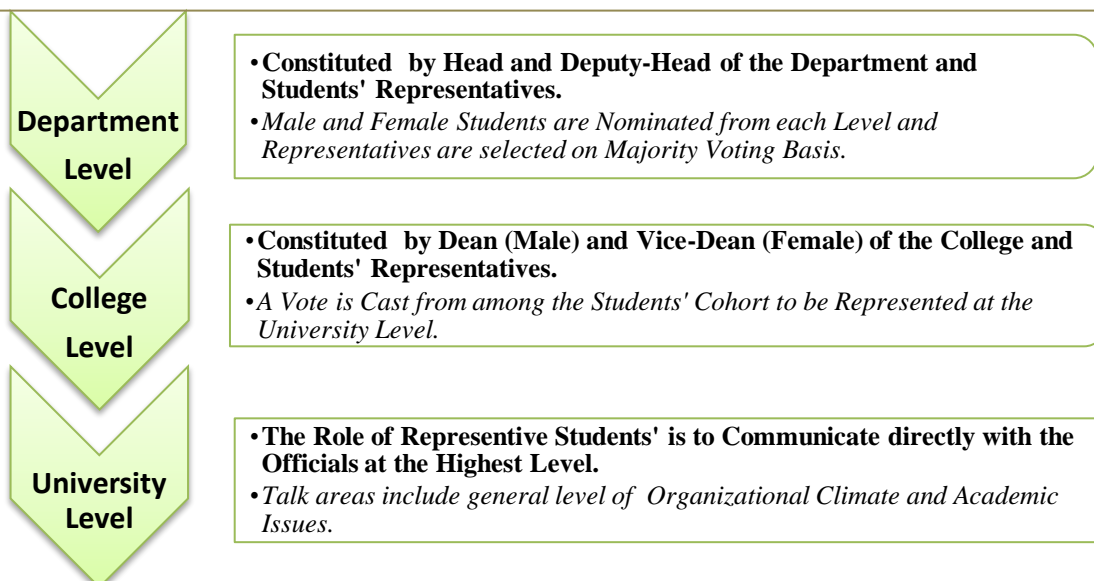 Department
Level
•Constituted by Head and Deputy-Head of the Department and
Students' Representatives.
•Male and Female Students are Nominated from each Level and
Representatives are selected on Majority Voting Basis.
College
Level
•Constituted by Dean (Male) and Vice-Dean (Female) of the College and
Students' Representatives.
•A Vote is Cast from among the Students' Cohort to be Represented at the
University Level.
University
Level
•The Role of Representive Students' is to Communicate directly with the
Officials at the Highest Level.
•Talk areas include general level of Organizational Climate and Academic
Issues.